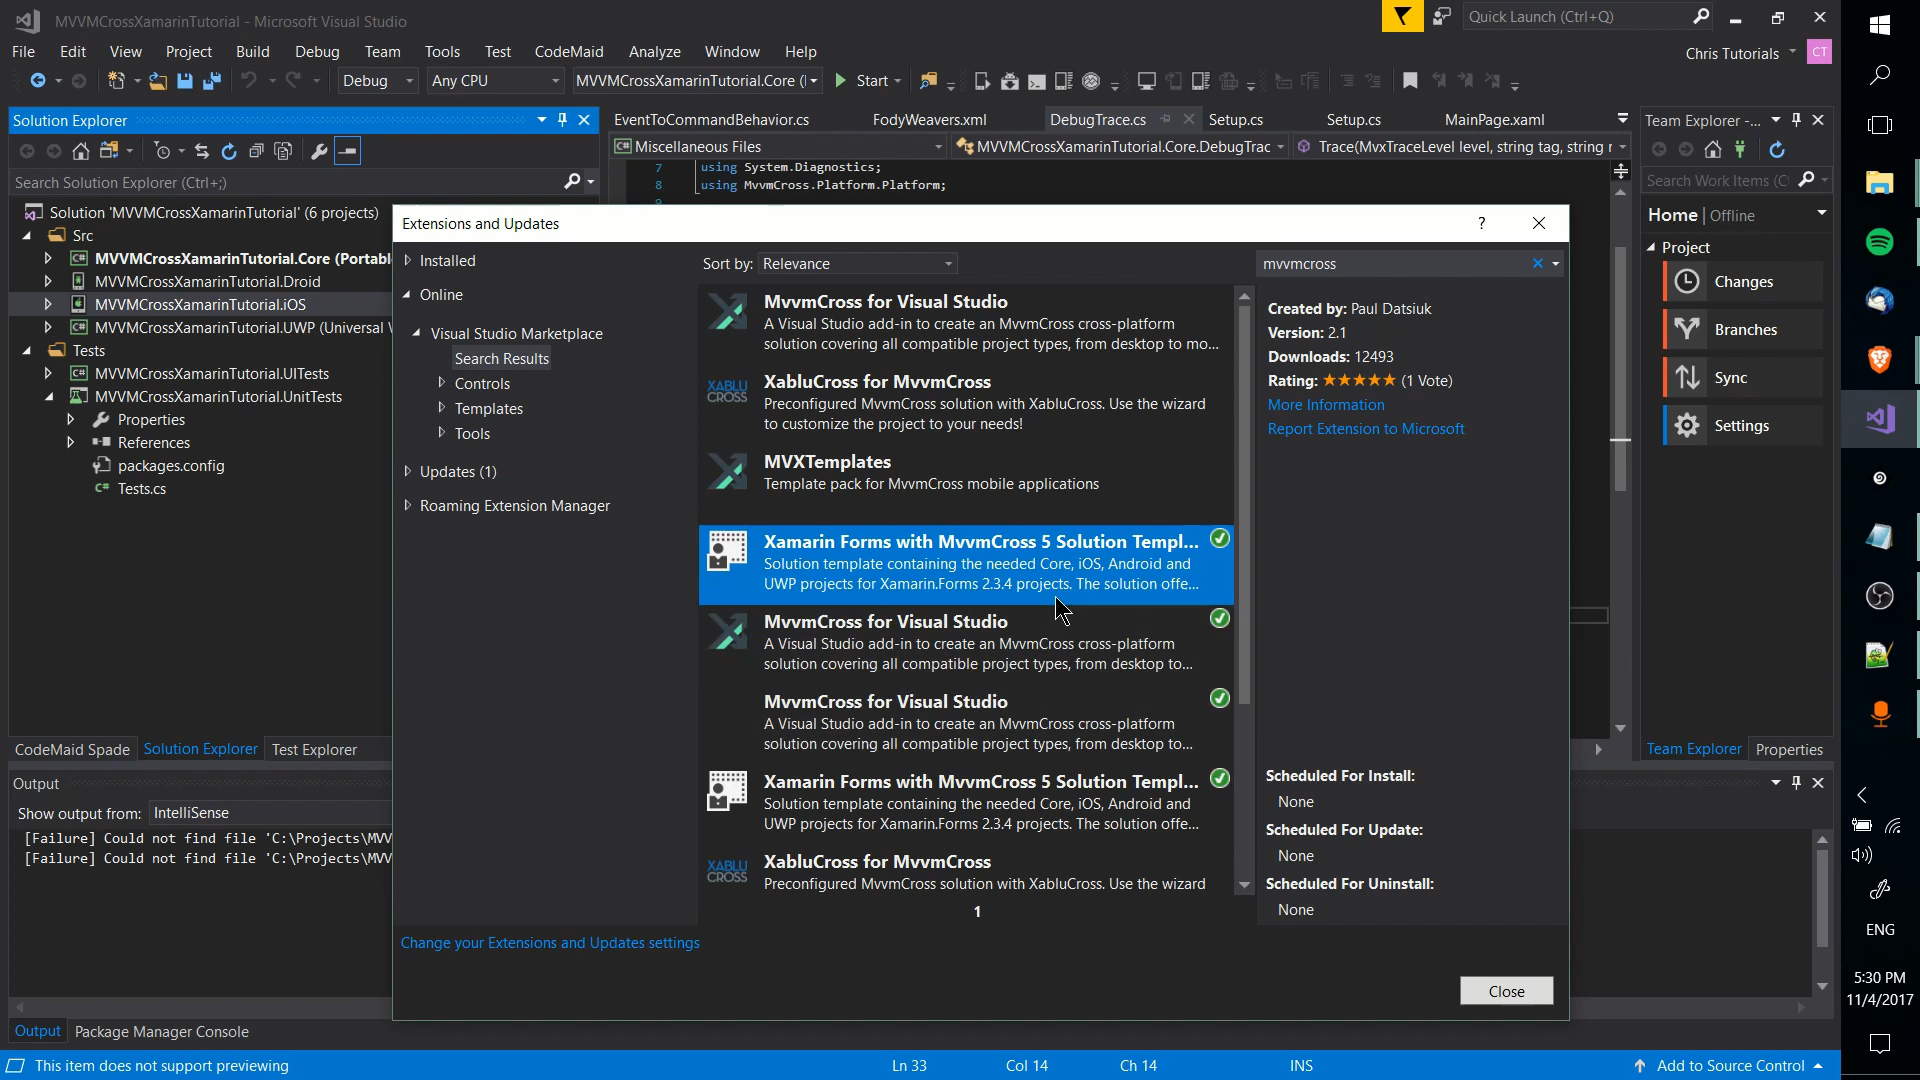 MVVMCrossXamarinTutorial - Microsoft Visual Studio
Quick Launch (Ctrl+Q)
File Edit View Project Build Debug Team Tools Test CodeMaid Analyze Window Help
Chris Tutorials
CT
Debug Any CPU MVVMCrossXamarinTutorial.Core ( Start
Solution Explorer
EventToCommandBehavior.cs FodyWeavers.xml DebugTrace.cs Setup.cs Setup.cs MainPage.xaml
Team Explorer -...
Miscellaneous Files MVVMCrossXamarinTutorial.Core.DebugTrac Trace(MvxTraceLevel level, string tag, string r
Search Solution Explorer (Ctrl+;)
7 using System.Diagnostics;
8 using MvvmCross.Platform.Platform;
9
Search Work Items (C
Home | Offline
Project
Changes
Branches
Sync
Settings
Solution 'MVVMCrossXamarinTutorial' (6 projects)
Src
MVVMCrossXamarinTutorial.Core (Portabl
MVVMCrossXamarinTutorial.Droid
MVVMCrossXamarinTutorial.iOS
MVVMCrossXamarinTutorial.UWP (Universal W
Tests
MVVMCrossXamarinTutorial.UITests
MVVMCrossXamarinTutorial.UnitTests
Properties
References
packages.config
Tests.cs
Extensions and Updates
?
Installed
Online
Visual Studio Marketplace
Search Results
Controls
Templates
Tools
Updates (1)
Roaming Extension Manager
Sort by: Relevance
mvvmcross
MvvmCross for Visual Studio
A Visual Studio add-in to create an MvvmCross cross-platform
solution covering all compatible project types, from desktop to mo...
XABLU
CROSS
XabluCross for MvvmCross
Preconfigured MvvmCross solution with XabluCross. Use the wizard
to customize the project to your needs!
MVXTemplates
Template pack for MvvmCross mobile applications
Xamarin Forms with MvvmCross 5 Solution Templ...
Solution template containing the needed Core, iOS, Android and
UWP projects for Xamarin.Forms 2.3.4 projects. The solution offe...
MvvmCross for Visual Studio
A Visual Studio add-in to create an MvvmCross cross-platform
solution covering all compatible project types, from desktop to...
MvvmCross for Visual Studio
A Visual Studio add-in to create an MvvmCross cross-platform
solution covering all compatible project types, from desktop to...
Xamarin Forms with MvvmCross 5 Solution Templ...
Solution template containing the needed Core, iOS, Android and
UWP projects for Xamarin.Forms 2.3.4 projects. The solution offe...
XABLU
CROSS
XabluCross for MvvmCross
Preconfigured MvvmCross solution with XabluCross. Use the wizard
1
Created by: Paul Datsiuk
Version: 2.1
Downloads: 12493
Rating: (1 Vote)
More Information
Report Extension to Microsoft
Scheduled For Install:
None
Scheduled For Update:
None
Scheduled For Uninstall:
None
Change your Extensions and Updates settings
Close
CodeMaid Spade Solution Explorer Test Explorer
Team Explorer Properties
Output
Show output from: IntelliSense
[Failure] Could not find file 'C:\Projects\MVV
[Failure] Could not find file 'C:\Projects\MVV
Output Package Manager Console
This item does not support previewing
Ln 33 Col 14 Ch 14 INS
Add to Source Control
ENG
5:30 PM
11/4/2017